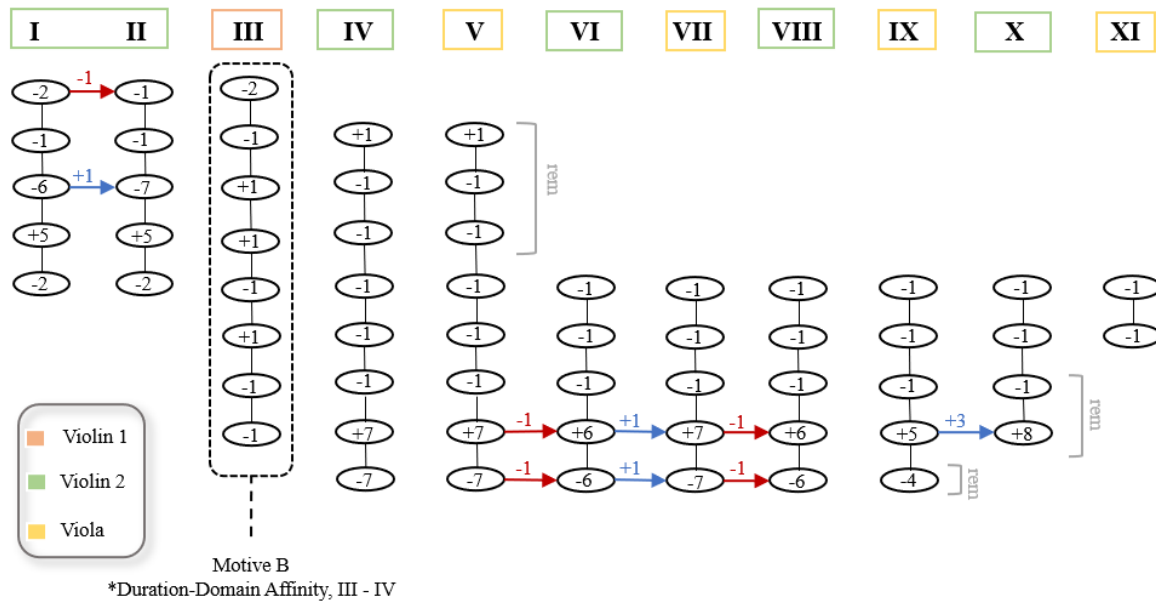 I II III IV V VI VII VIII IX X XI
-2 -1 -1 -2
-1 -1 -1 +1 +1
-6 +1 -7 +1 -1 -1 rem
+5 +5 +1 -1 -1
-2 -2 -1 -1 -1 -1 -1 -1 -1 -1 -1
+1 -1 -1 -1 -1 -1 -1 -1 -1
-1 -1 -1 -1 -1 -1 -1 -1
-1 +7 +7 -1 +6 +1 +7 -1 +6 +5 +3 +8 rem
-7 -7 -1 -6 +1 -7 -1 -6 -4 rem
Violin 1
Violin 2
Viola
Motive B
*Duration-Domain Affinity, III - IV